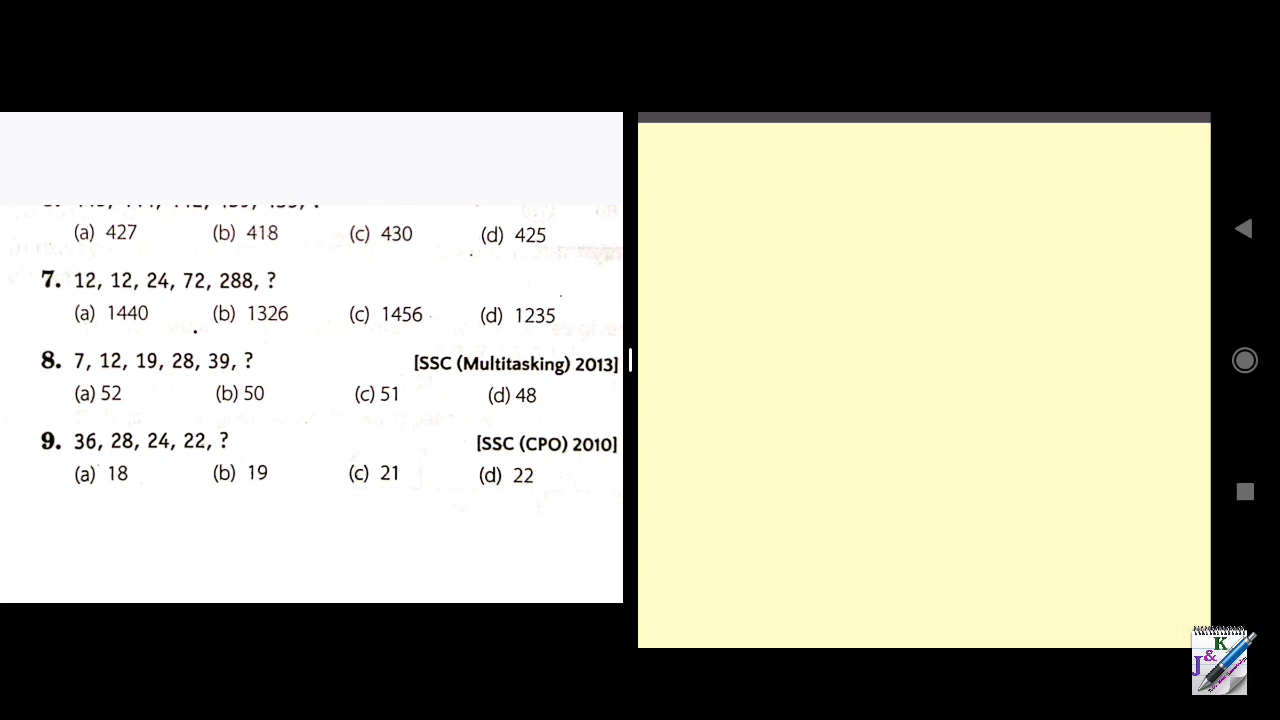 (a) 427 (b) 418 (c) 430 (d) 425
7. 12, 12, 24, 72, 288, ?
(a) 1440 (b) 1326 (c) 1456 (d) 1235
8. 7, 12, 19, 28, 39, ? [SSC (Multitasking) 2013]
(a) 52 (b) 50 (c) 51 (d) 48
9. 36, 28, 24, 22, ? [SSC (CPO) 2010]
(a) 18 (b) 19 (c) 21 (d) 22
J&K